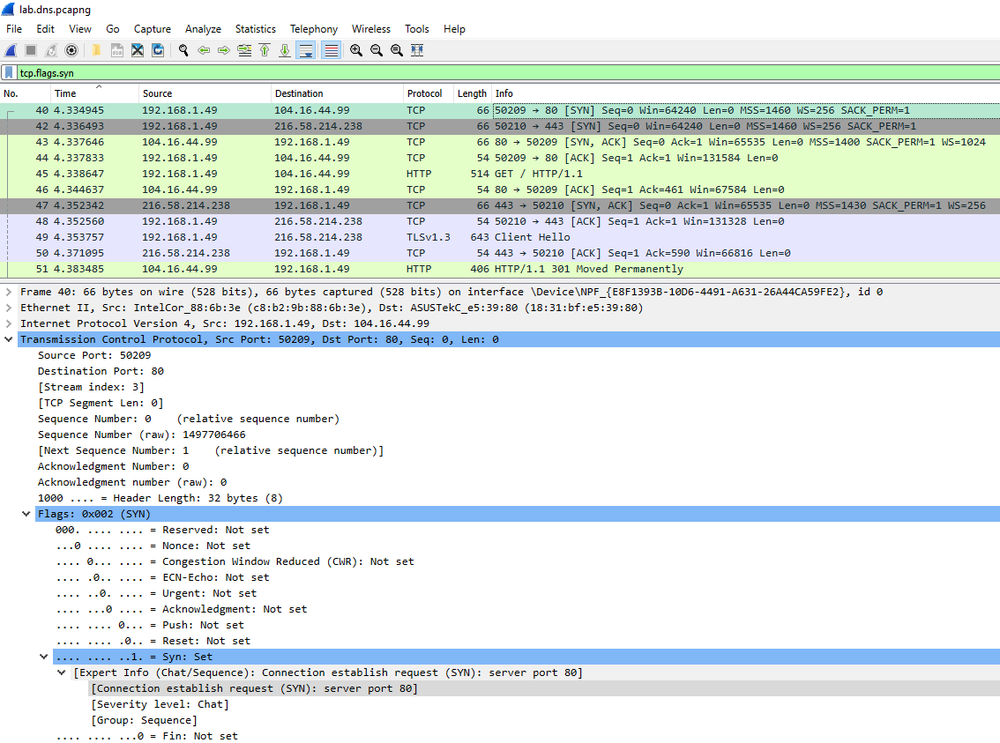 lab.dns.pcapng
File Edit View Go Capture Analyze Statistics Telephony Wireless Tools Help
tcp.flags.syn
No. Time Source Destination Protocol Length Info
40 4.334945 192.168.1.49 104.16.44.99 TCP 66 50209 → 80 [SYN] Seq=0 Win=64240 Len=0 MSS=1460 WS=256 SACK_PERM=1
42 4.336493 192.168.1.49 216.58.214.238 TCP 66 50210 → 443 [SYN] Seq=0 Win=64240 Len=0 MSS=1460 WS=256 SACK_PERM=1
43 4.337646 104.16.44.99 192.168.1.49 TCP 66 80 → 50209 [SYN, ACK] Seq=0 Ack=1 Win=65535 Len=0 MSS=1400 SACK_PERM=1 WS=1024
44 4.337833 192.168.1.49 104.16.44.99 TCP 54 50209 → 80 [ACK] Seq=1 Ack=1 Win=131584 Len=0
45 4.338647 192.168.1.49 104.16.44.99 HTTP 514 GET / HTTP/1.1
46 4.344637 104.16.44.99 192.168.1.49 TCP 54 80 → 50209 [ACK] Seq=1 Ack=461 Win=67584 Len=0
47 4.352342 216.58.214.238 192.168.1.49 TCP 66 443 → 50210 [SYN, ACK] Seq=0 Ack=1 Win=65535 Len=0 MSS=1430 SACK_PERM=1 WS=256
48 4.352560 192.168.1.49 216.58.214.238 TCP 54 50210 → 443 [ACK] Seq=1 Ack=1 Win=131328 Len=0
49 4.353757 192.168.1.49 216.58.214.238 TLSv1.3 643 Client Hello
50 4.371095 216.58.214.238 192.168.1.49 TCP 54 443 → 50210 [ACK] Seq=1 Ack=590 Win=66816 Len=0
51 4.383485 104.16.44.99 192.168.1.49 HTTP 406 HTTP/1.1 301 Moved Permanently
Frame 40: 66 bytes on wire (528 bits), 66 bytes captured (528 bits) on interface \Device\NPF_{E8F1393B-10D6-4491-A631-26A44CA59FE2}, id 0
Ethernet II, Src: IntelCor_88:6b:3e (c8:b2:9b:88:6b:3e), Dst: ASUSTekC_e5:39:80 (18:31:bf:e5:39:80)
Internet Protocol Version 4, Src: 192.168.1.49, Dst: 104.16.44.99
Transmission Control Protocol, Src Port: 50209, Dst Port: 80, Seq: 0, Len: 0
Source Port: 50209
Destination Port: 80
[Stream index: 3]
[TCP Segment Len: 0]
Sequence Number: 0 (relative sequence number)
Sequence Number (raw): 1497706466
[Next Sequence Number: 1 (relative sequence number)]
Acknowledgment Number: 0
Acknowledgment number (raw): 0
1000 .... = Header Length: 32 bytes (8)
Flags: 0x002 (SYN)
000. .... .... = Reserved: Not set
...0 .... .... = Nonce: Not set
.... 0... .... = Congestion Window Reduced (CWR): Not set
.... .0.. .... = ECN-Echo: Not set
.... ..0. .... = Urgent: Not set
.... ...0 .... = Acknowledgment: Not set
.... .... 0... = Push: Not set
.... .... .0.. = Reset: Not set
.... .... ..1. = Syn: Set
[Expert Info (Chat/Sequence): Connection establish request (SYN): server port 80]
[Connection establish request (SYN): server port 80]
[Severity level: Chat]
[Group: Sequence]
.... .... ...0 = Fin: Not set